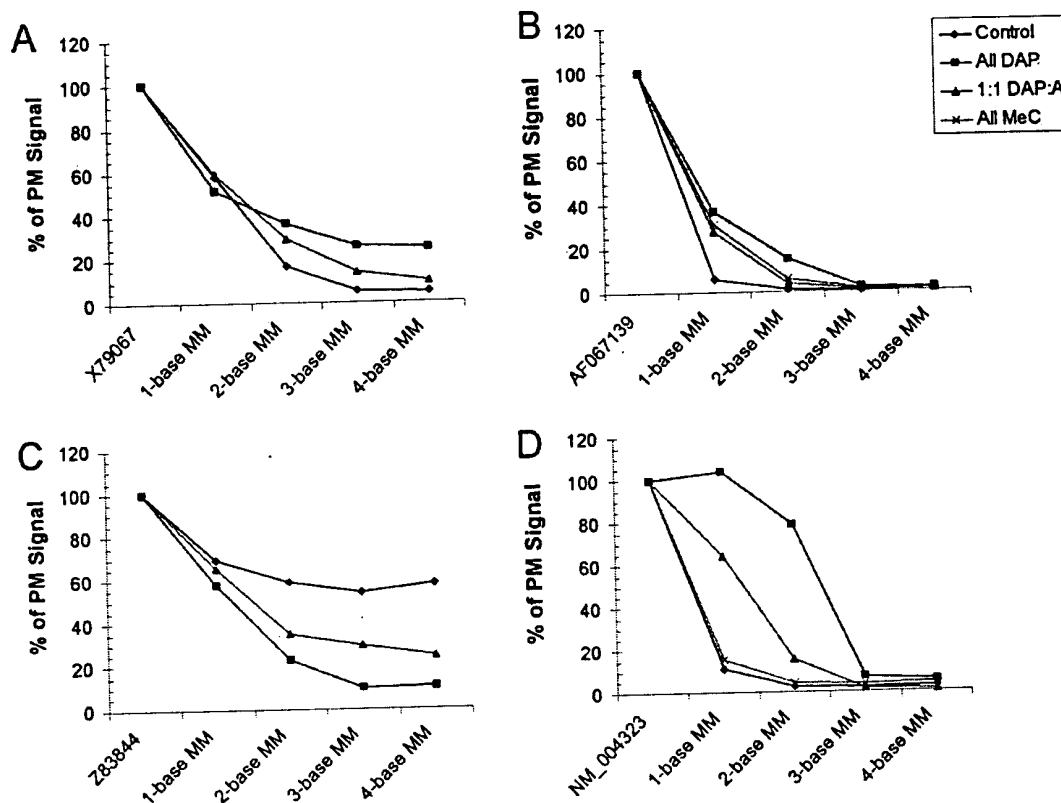 A
% of PM Signal
120
100
80
60
40
20
0
X79067
1-base MM
2-base MM
3-base MM
4-base MM
B
% of PM Signal
120
100
80
60
40
20
0
AF067139
1-base MM
2-base MM
3-base MM
4-base MM
Control
All DAP
1:1 DAP:A
All MeC
C
% of PM Signal
120
100
80
60
40
20
0
Z83844
1-base MM
2-base MM
3-base MM
4-base MM
D
% of PM Signal
120
100
80
60
40
20
0
NM_004323
1-base MM
2-base MM
3-base MM
4-base MM